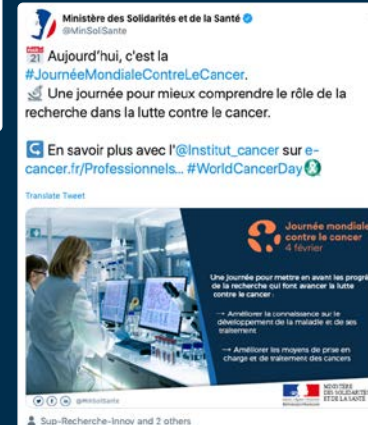 Ministère des Solidarités et de la Santé
@MinSoliSante
21 Aujourd'hui, c'est la
#JournéeMondialeContreLeCancer.
Une journée pour mieux comprendre le rôle de la
recherche dans la lutte contre le cancer.
En savoir plus avec l'@Institut_cancer sur e-
cancer.fr/Professionnels... #WorldCancerDay
Translate Tweet
Journée mondiale
contre le cancer
4 février
Une journée pour mettre en avant les progrè
de la recherche qui font avancer la lutte
contre le cancer :
→ Améliorer la connaissance sur le
développement de la maladie et de ses
traitement
→ Améliorer les moyens de prise en
charge et de traitement des cancers
@MinSoliSante
MINISTÈRE
DES SOLIDARITÉS
ET DE LA SANTÉ
Sup-Recherche-Innov and 2 others